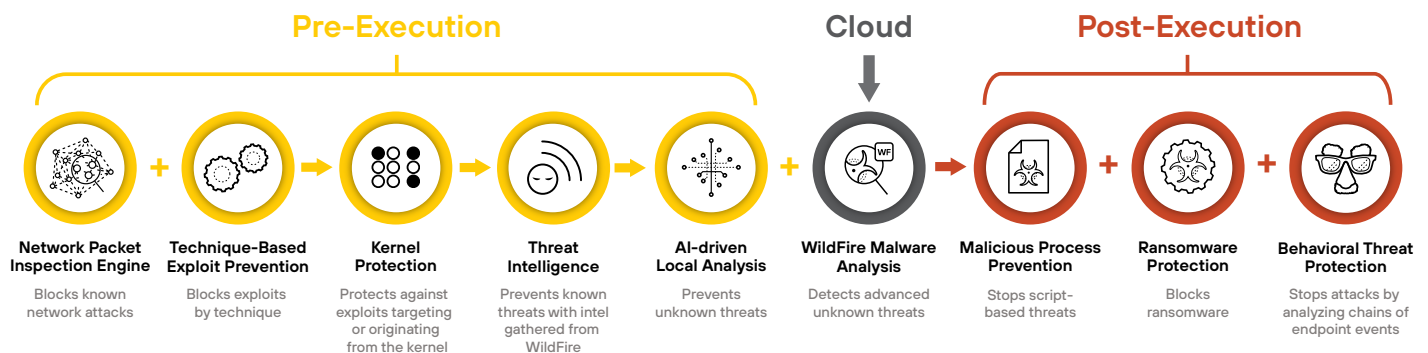 Pre-Execution
Cloud
Post-Execution
WF
Network Packet
Inspection Engine
Blocks known
network attacks
Technique-Based
Exploit Prevention
Blocks exploits
by technique
Kernel
Protection
Protects against
exploits targeting
or originating
from the kernel
Threat
Intelligence
Prevents known
threats with intel
gathered from
WildFire
AI-driven
Local Analysis
Prevents
unknown threats
WildFire Malware
Analysis
Detects advanced
unknown threats
Malicious Process
Prevention
Stops script-
based threats
Ransomware
Protection
Blocks
ransomware
Behavioral Threat
Protection
Stops attacks by
analyzing chains of
endpoint events